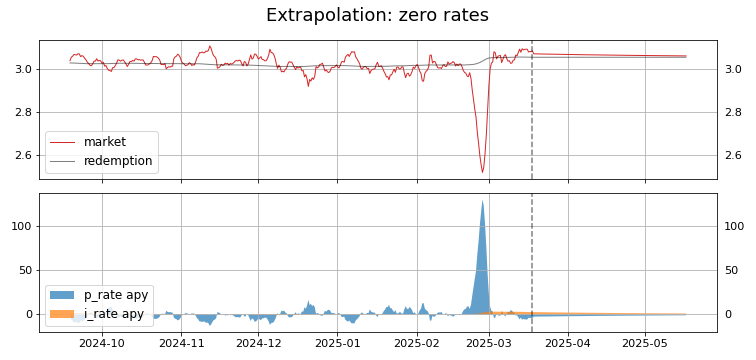 Extrapolation: zero rates
3.0 3.0
2.8 2.8
2.6 2.6
market
redemption
100 100
50 50
0 0
p_rate apy
i_rate apy
2024-10 2024-11 2024-12 2025-01 2025-02 2025-03 2025-04 2025-05